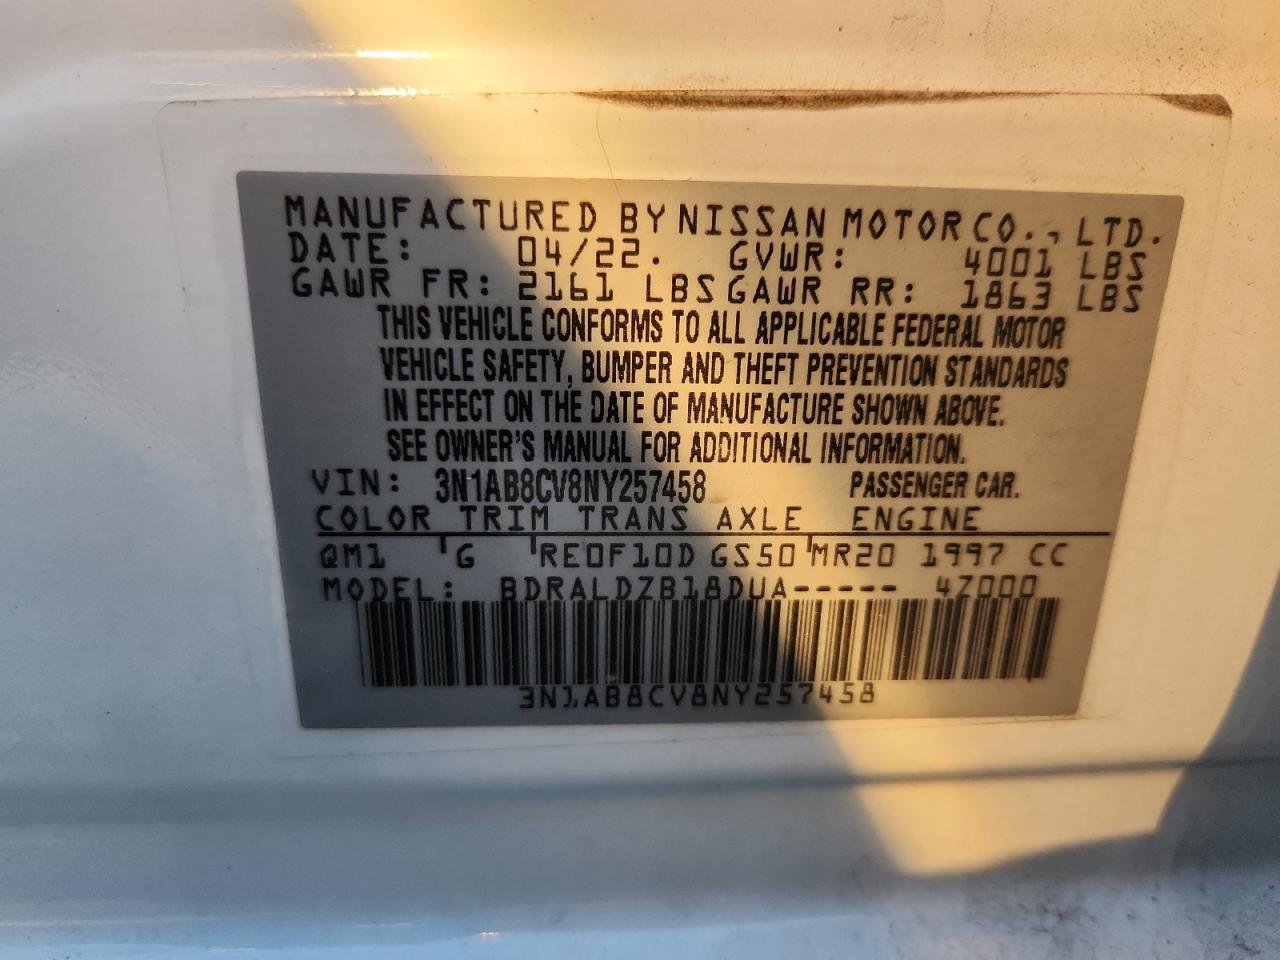 MANUFACTURED BY NISSAN MOTOR CO., LTD.
DATE: 04/22. GVWR: 4001 LBS
GAWR FR: 2161 LBS GAWR RR: 1863 LBS
THIS VEHICLE CONFORMS TO ALL APPLICABLE FEDERAL MOTOR
VEHICLE SAFETY, BUMPER AND THEFT PREVENTION STANDARDS
IN EFFECT ON THE DATE OF MANUFACTURE SHOWN ABOVE.
SEE OWNER'S MANUAL FOR ADDITIONAL INFORMATION.
VIN: 3N1AB8CV8NY257458 PASSENGER CAR.
COLOR TRIM TRANS AXLE ENGINE
QM1 G RE0F10D GS50 MR20 1997 CC
MODEL: BDRALDZB18DUA----- 4Z000
3N1AB8CV8NY257458